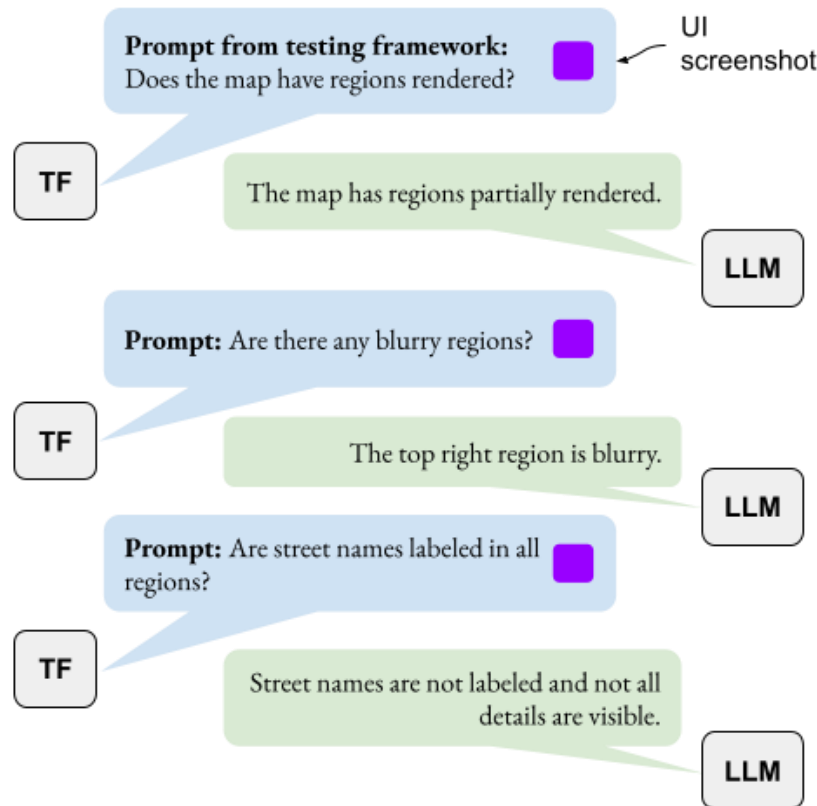 Prompt from testing framework:
Does the map have regions rendered?
UI
screenshot
TF
The map has regions partially rendered.
LLM
Prompt: Are there any blurry regions?
TF
The top right region is blurry.
LLM
Prompt: Are street names labeled in all
regions?
TF
Street names are not labeled and not all
details are visible.
LLM